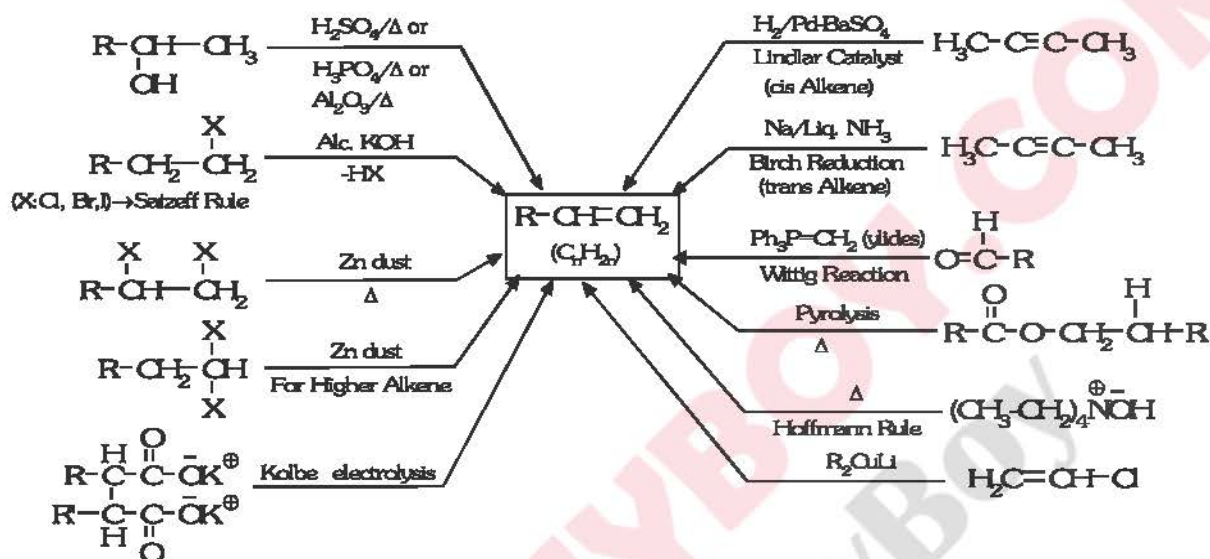 R–CH–CH₃
OH
H₂SO₄/Δ or
H₃PO₄/Δ or
Al₂O₃/Δ
X
R–CH₂–CH₂
Alc. KOH
-HX
(X:Cl, Br,I)→Satzeff Rule
X X
R–CH–CH₂
Zn dust
Δ
X
R–CH₂–CH
X
Zn dust
For Higher Alkene
H O
R–C–C–OK⊕
R–C–C–OK⊕
H O
Kolbe electrolysis
R–CH=CH₂
(CₙH₂ₙ)
H₂/Pd-BaSO₄
Lindlar Catalyst
(cis Alkene)
H₃C–C≡C–CH₃
Na/Liq. NH₃
Birch Reduction
(trans Alkene)
H₃C–C≡C–CH₃
Ph₃P=CH₂ (ylides)
Wittig Reaction
H
O=C–R
Pyrolysis
Δ
O H
R–C–O–CH₂–CH–R
Δ
Hoffmann Rule
(CH₃-CH₂)₄N⊕OH⁻
R₂CuLi
H₂C=CH–Cl